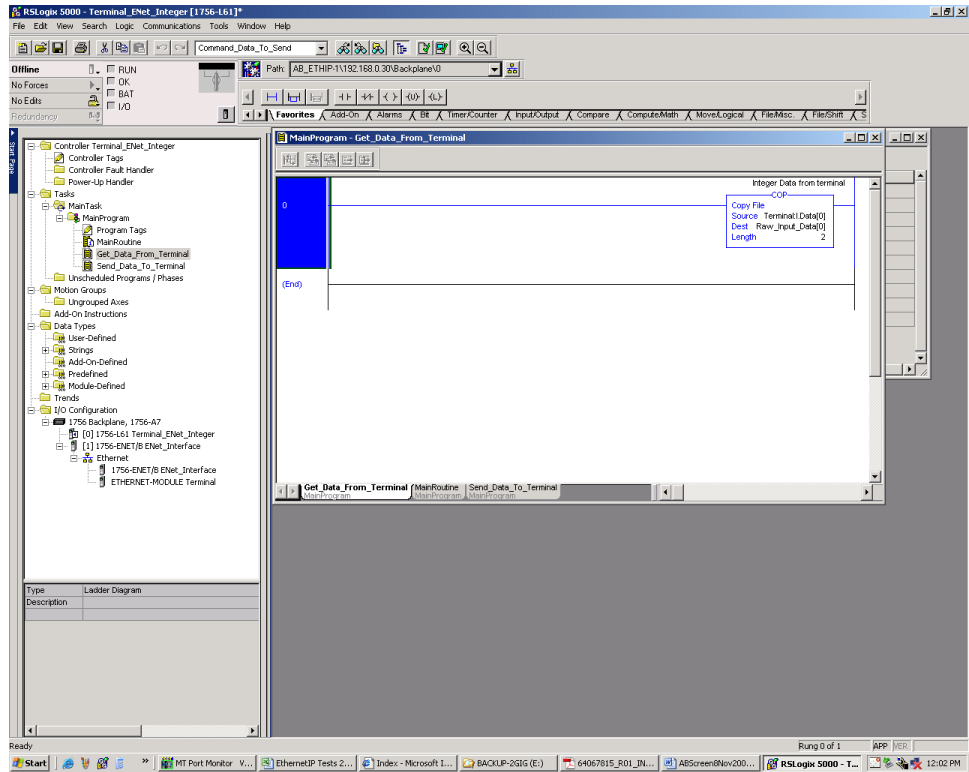 RSLogix 5000 - Terminal_ENet_Integer [1756-L61]*
File Edit View Search Logic Communications Tools Window Help
Command_Data_To_Send
Offline RUN
No Forces OK
BAT
No Edits I/O
Redundancy
Path: AB_ETHIP-1\192.168.0.30\Backplane\0
Favorites Add-On Alarms Bit Timer/Counter Input/Output Compare Compute/Math Move/Logical File/Misc. File/Shift S
Start Page
Controller Terminal_ENet_Integer
Controller Tags
Controller Fault Handler
Power-Up Handler
Tasks
MainTask
MainProgram
Program Tags
MainRoutine
Get_Data_From_Terminal
Send_Data_To_Terminal
Unscheduled Programs / Phases
Motion Groups
Ungrouped Axes
Add-On Instructions
Data Types
User-Defined
Strings
Add-On-Defined
Predefined
Module-Defined
Trends
I/O Configuration
1756 Backplane, 1756-A7
[0] 1756-L61 Terminal_ENet_Integer
[1] 1756-ENET/B ENet_Interface
Ethernet
1756-ENET/B ENet_Interface
ETHERNET-MODULE Terminal
Type Ladder Diagram
Description
MainProgram - Get_Data_From_Terminal
Integer Data from terminal
COP
0
Copy File
Source Terminal:I.Data[0]
Dest Raw_Input_Data[0]
Length 2
(End)
Get_Data_From_Terminal MainRoutine Send_Data_To_Terminal
MainProgram MainProgram MainProgram
Ready Rung 0 of 1 APP VER
Start » MT Port Monitor V... EthernetIP Tests 2... Index - Microsoft I... BACKUP-2GIG (E:) 64067815_R01_IN... ABScreen8Nov200... RSLogix 5000 - T... 12:02 PM